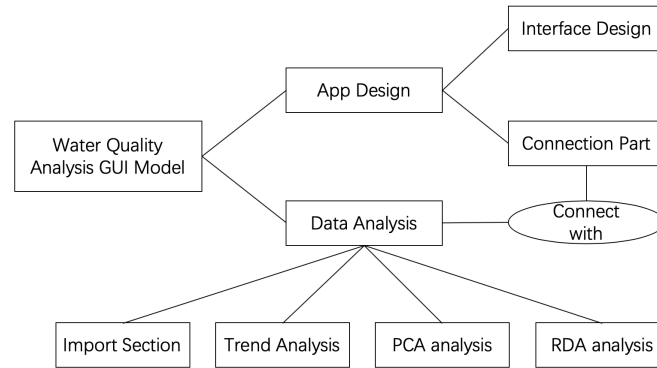 Interface Design
App Design
Water Quality
Analysis GUI Model
Connection Part
Data Analysis
Connect
with
Import Section
Trend Analysis
PCA analysis
RDA analysis